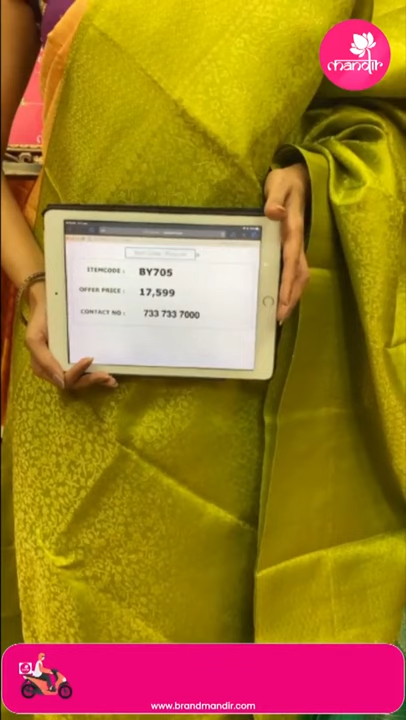 mandir
ITEMCODE : BY705
OFFER PRICE : 17,599
CONTACT NO : 733 733 7000
www.brandmandir.com